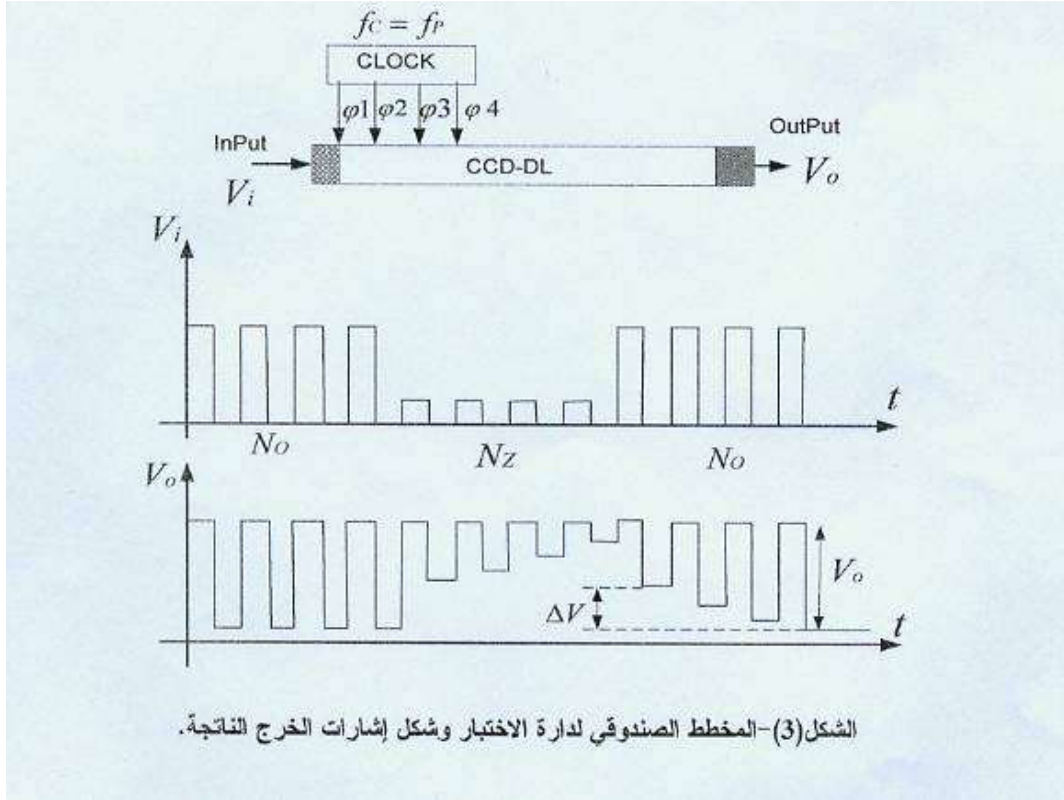 fC = fP
CLOCK
φ1 φ2 φ3 φ4
InPut
Vi
CCD-DL
OutPut
Vo
Vi
t
NO
NZ
NO
Vo
Vo
ΔV
t
الشكل(3)-المخطط الصندوقي لدارة الاختبار وشكل إشارات الخرج الناتجة.